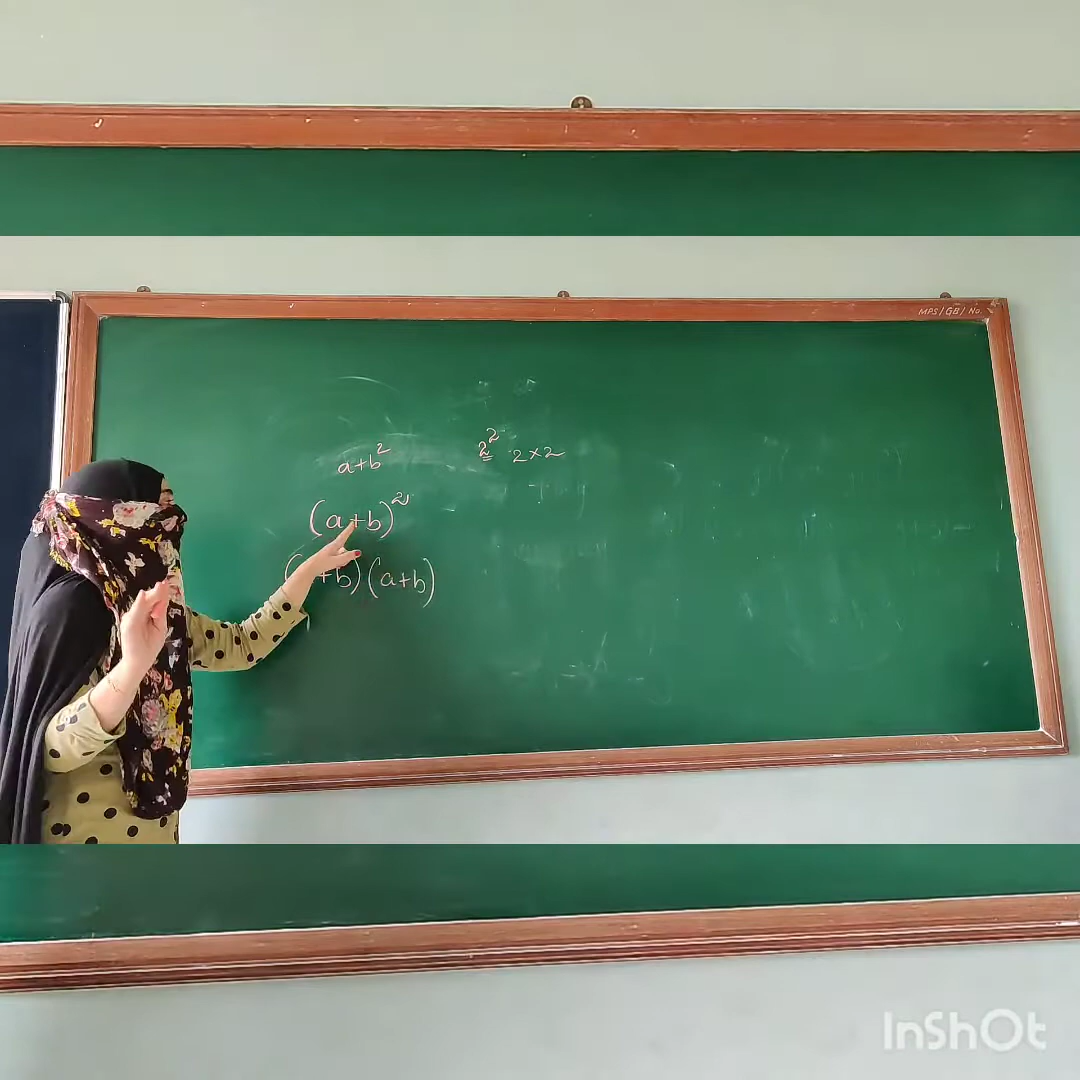 MPS/GB/No.
a+b²
2² 2×2
(a+b)²
+b)(a+b)
InShOt